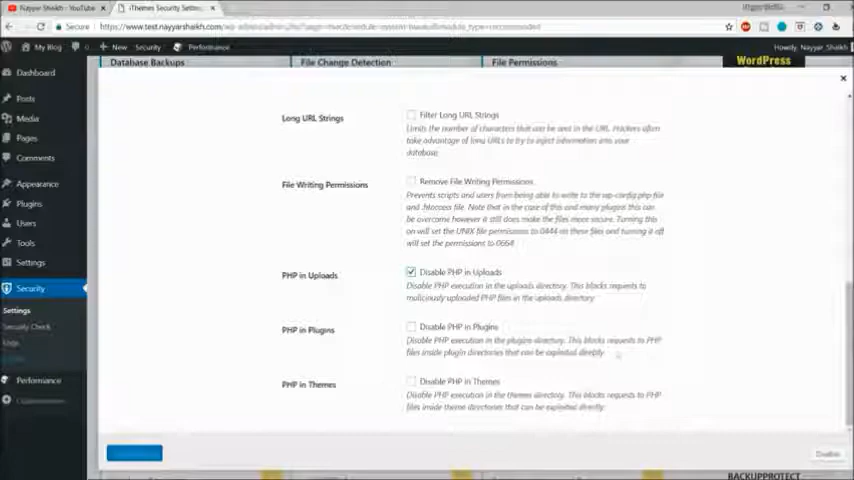 Nayyar Sheikh - YouTube
iThemes Security Settin
Secure
https://www.test.nayyarsheikh.com/
My Blog
0
New
Security
Performance
Howdy, Nayyar_Sheikh
Database Backups
File Change Detection
File Permissions
WordPress
Dashboard
Posts
Media
Pages
Comments
Appearance
Plugins
Users
Tools
Settings
Security
Settings
Security Check
Logs
Performance
Long URL Strings
Filter Long URL Strings
Limits the number of characters that can be sent in the URL. Hackers often
take advantage of long URLs to try to inject information into your
database.
File Writing Permissions
Remove File Writing Permissions
Prevents scripts and users from being able to write to the wp-config.php file
and .htaccess file. Note that in the case of this and many plugins this can
be overcome however it still does make the files more secure. Turning this
on will set the UNIX file permissions to 0444 on these files and turning it off
will set the permissions to 0664.
PHP in Uploads
Disable PHP in Uploads
Disable PHP execution in the uploads directory. This blocks requests to
maliciously uploaded PHP files in the uploads directory.
PHP in Plugins
Disable PHP in Plugins
Disable PHP execution in the plugins directory. This blocks requests to PHP
files inside plugin directories that can be exploited directly.
PHP in Themes
Disable PHP in Themes
Disable PHP execution in the themes directory. This blocks requests to PHP
files inside theme directories that can be exploited directly.
Disable
BACKUPPROTECT